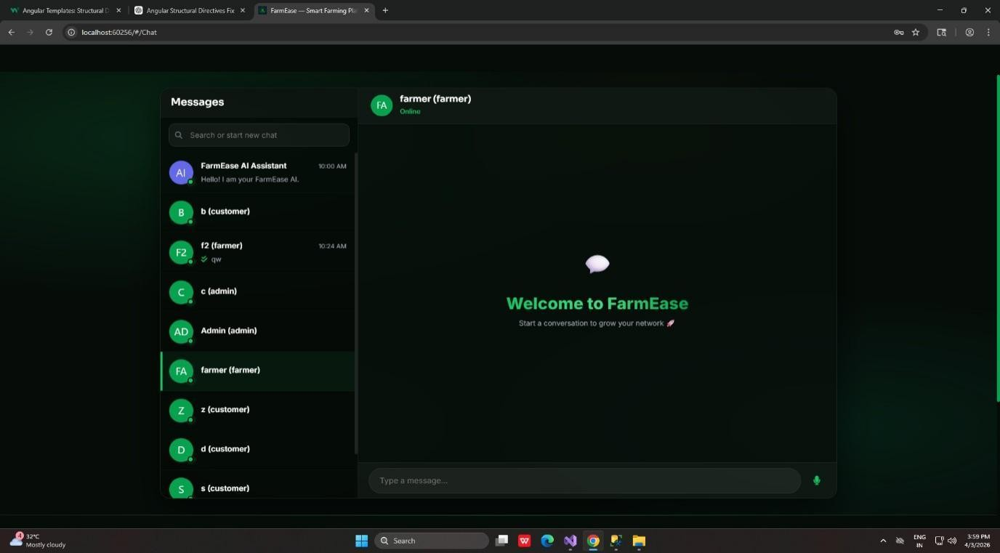 Angular Templates: Structural D
Angular Structural Directives Fix
FarmEase — Smart Farming Pla
localhost:60256/#/Chat
Messages
Search or start new chat
AI
FarmEase AI Assistant
10:00 AM
Hello! I am your FarmEase AI.
B
b (customer)
F2
f2 (farmer)
10:24 AM
qw
C
c (admin)
AD
Admin (admin)
FA
farmer (farmer)
Z
z (customer)
D
d (customer)
S
s (customer)
FA
farmer (farmer)
Online
Welcome to FarmEase
Start a conversation to grow your network 🚀
Type a message...
4
32°C
Mostly cloudy
Search
W
ENG
IN
3:59 PM
4/3/2026